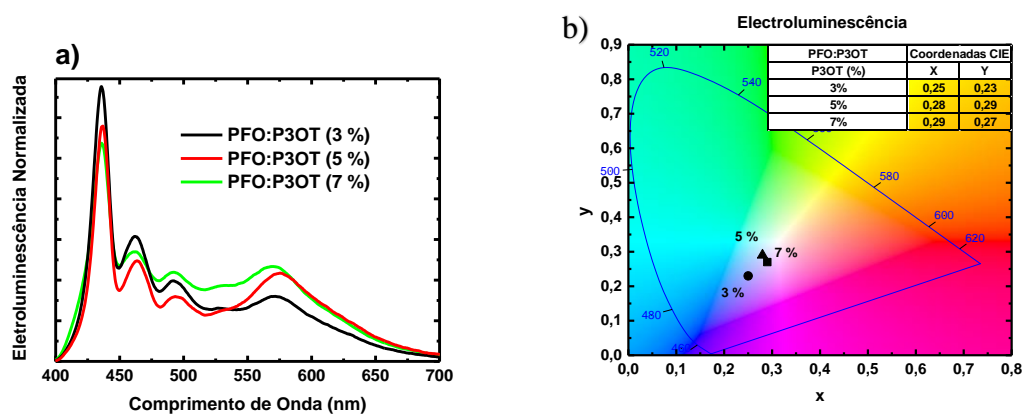 a)
Eletroluminescência Normalizada
PFO:P3OT (3 %)
PFO:P3OT (5 %)
PFO:P3OT (7 %)
400 450 500 550 600 650 700
Comprimento de Onda (nm)
b)
Electroluminescência
PFO:P3OT Coordenadas CIE
P3OT (%) X Y
3% 0,25 0,23
5% 0,28 0,29
7% 0,29 0,27
0,9
0,8
0,7
0,6
0,5
0,4
0,3
0,2
0,1
0,0
y
520
540
500
580
600
620
480
460
5 %
7 %
3 %
0,0 0,1 0,2 0,3 0,4 0,5 0,6 0,7 0,8
x